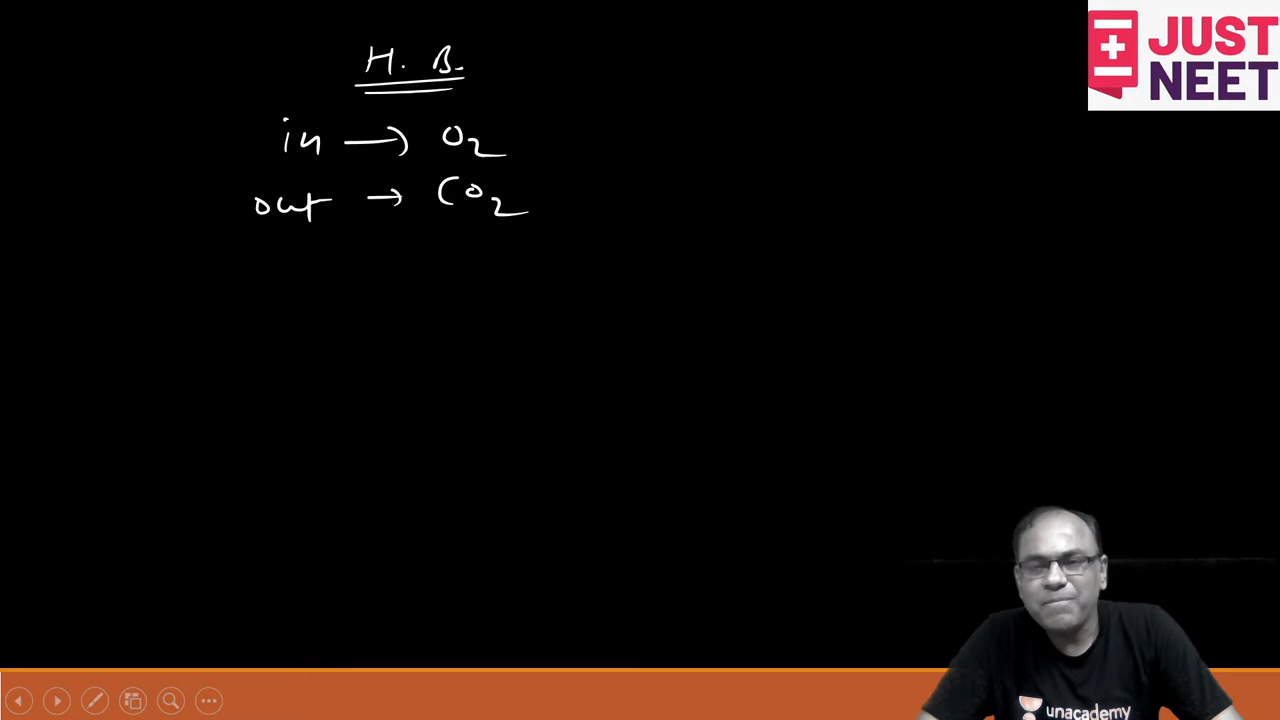 JUST
NEET
H. B.
in → O2
out → CO2
unacademy